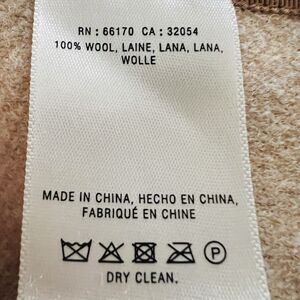 RN : 66170 CA : 32054
100% WOOL, LAINE, LANA, LANA,
WOLLE
MADE IN CHINA, HECHO EN CHINA,
FABRIQUÉ EN CHINE
P
DRY CLEAN.